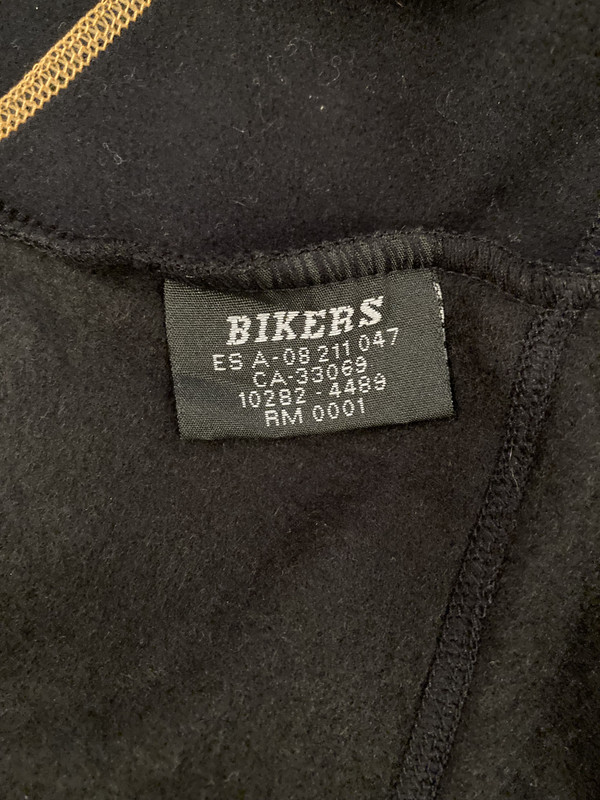 BIKERS
ES A-08 211 047
CA-33069
10282 - 4489
RM 0001